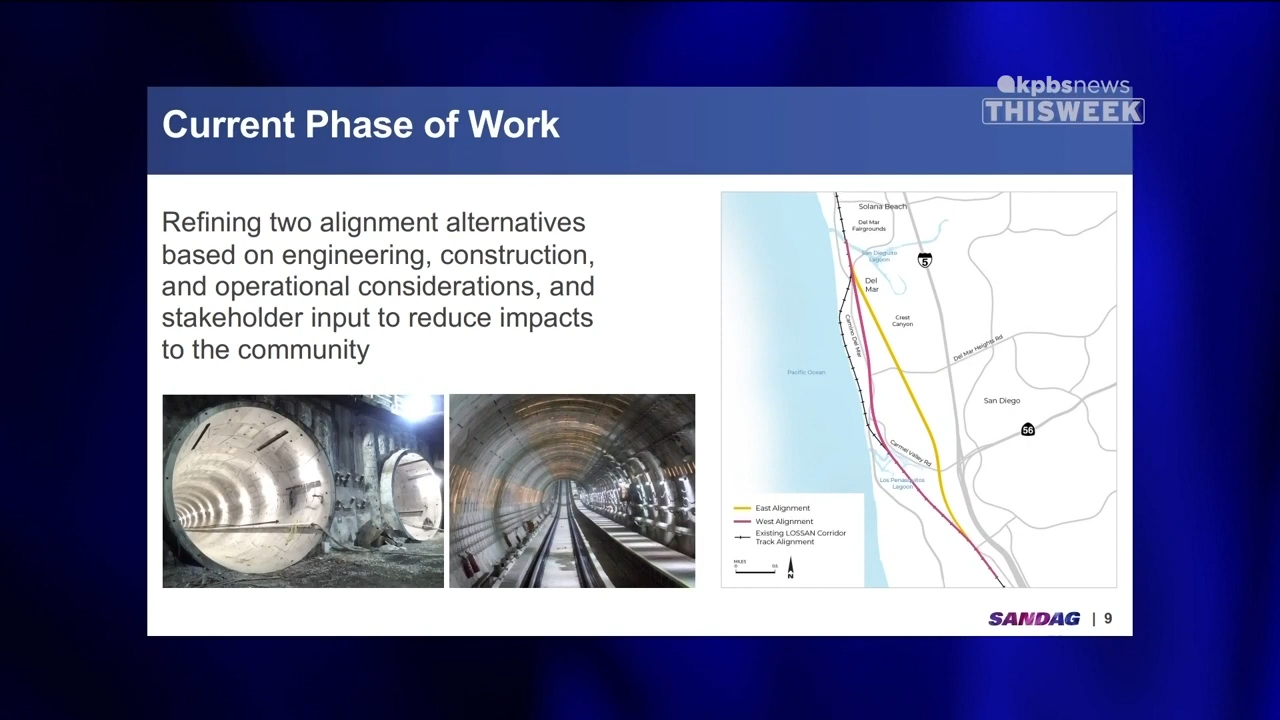 kpbsnews
THISWEEK
Current Phase of Work
Refining two alignment alternatives
based on engineering, construction,
and operational considerations, and
stakeholder input to reduce impacts
to the community
Solana Beach
Del Mar
Fairgrounds
San Dieguito
Lagoon
5
Del
Mar
Crest
Canyon
Camino Del Mar
Del Mar Heights Rd
Pacific Ocean
San Diego
56
Carmel Valley Rd
Los Penasquitos
Lagoon
East Alignment
West Alignment
Existing LOSSAN Corridor
Track Alignment
MILES
0 0.5
N
SANDAG | 9